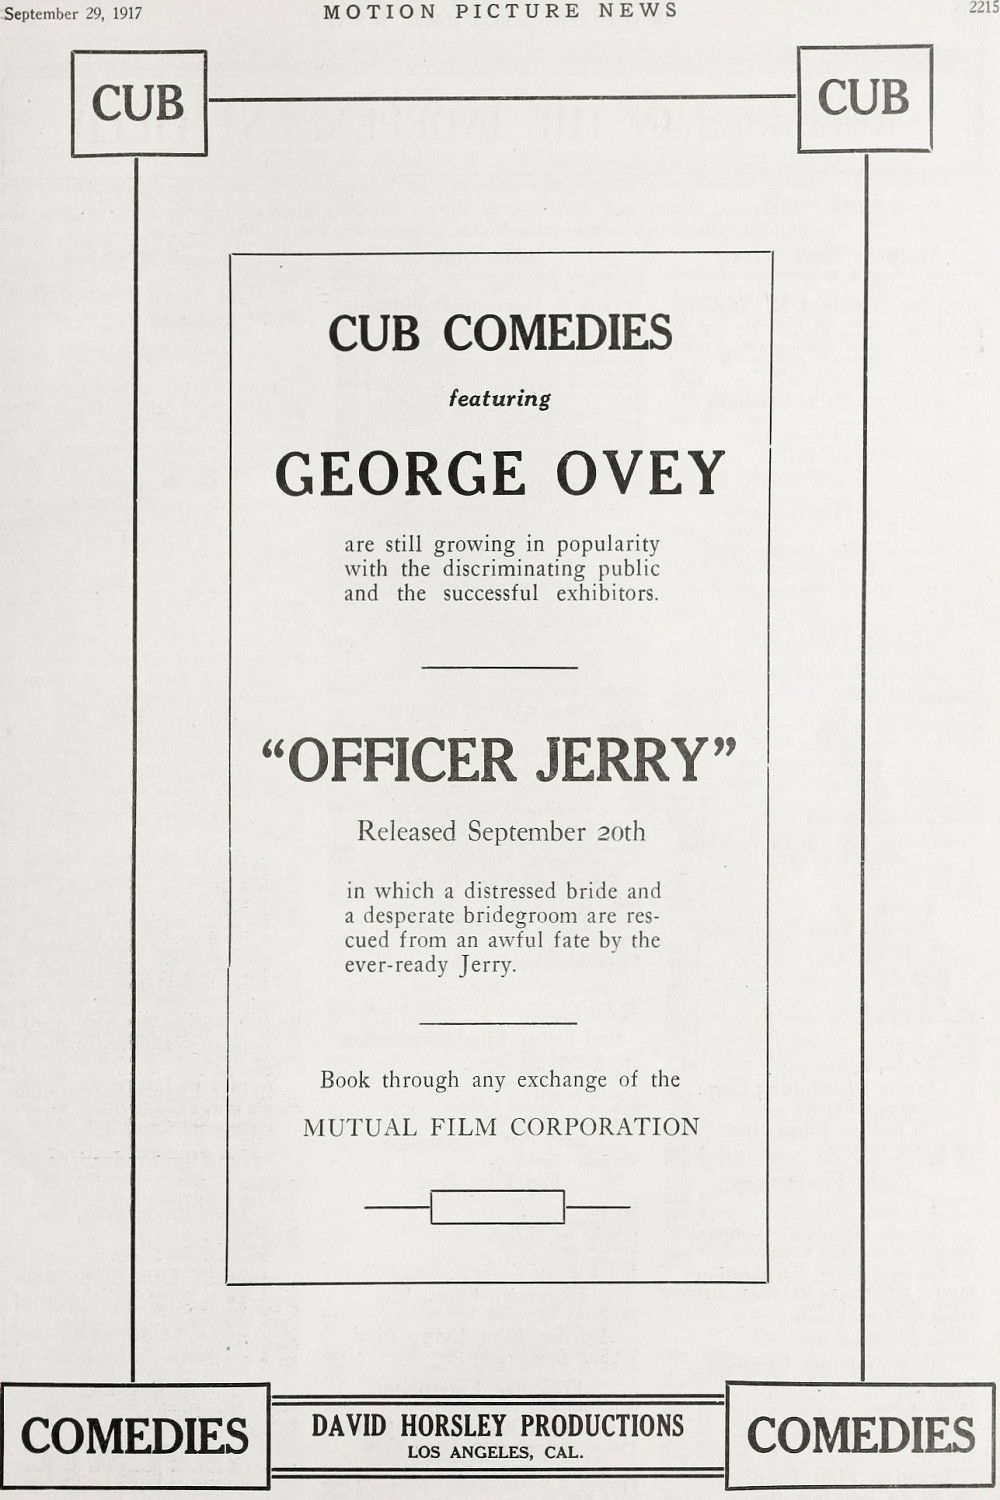 September 29, 1917
MOTION PICTURE NEWS
2215
CUB
CUB
CUB COMEDIES
featuring
GEORGE OVEY
are still growing in popularity
with the discriminating public
and the successful exhibitors.
“OFFICER JERRY”
Released September 20th
in which a distressed bride and
a desperate bridegroom are res-
cued from an awful fate by the
ever-ready Jerry.
Book through any exchange of the
MUTUAL FILM CORPORATION
COMEDIES
DAVID HORSLEY PRODUCTIONS
LOS ANGELES, CAL.
COMEDIES